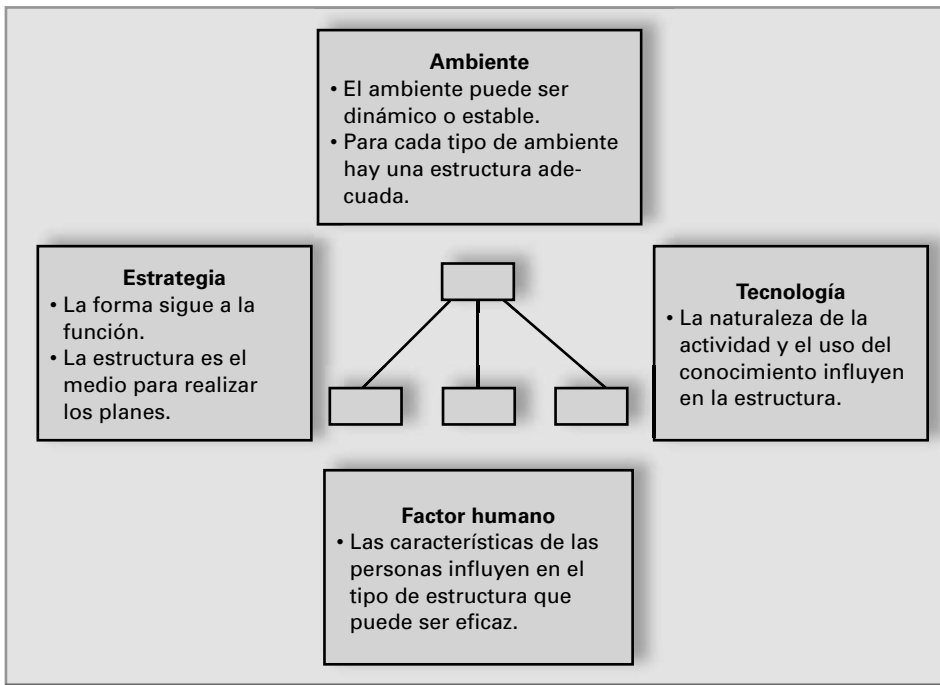 Ambiente
• El ambiente puede ser
dinámico o estable.
• Para cada tipo de ambiente
hay una estructura ade-
cuada.
Estrategia
• La forma sigue a la
función.
• La estructura es el
medio para realizar
los planes.
Tecnología
• La naturaleza de la
actividad y el uso del
conocimiento influyen
en la estructura.
Factor humano
• Las características de las
personas influyen en el
tipo de estructura que
puede ser eficaz.